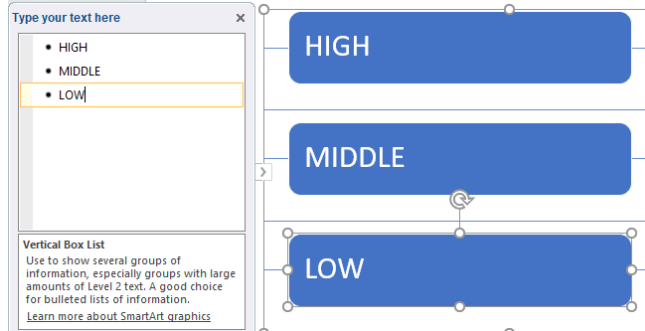 Type your text here
HIGH
MIDDLE
LOW
Vertical Box List
Use to show several groups of
information, especially groups with large
amounts of Level 2 text. A good choice
for bulleted lists of information.
Learn more about SmartArt graphics
HIGH
MIDDLE
LOW